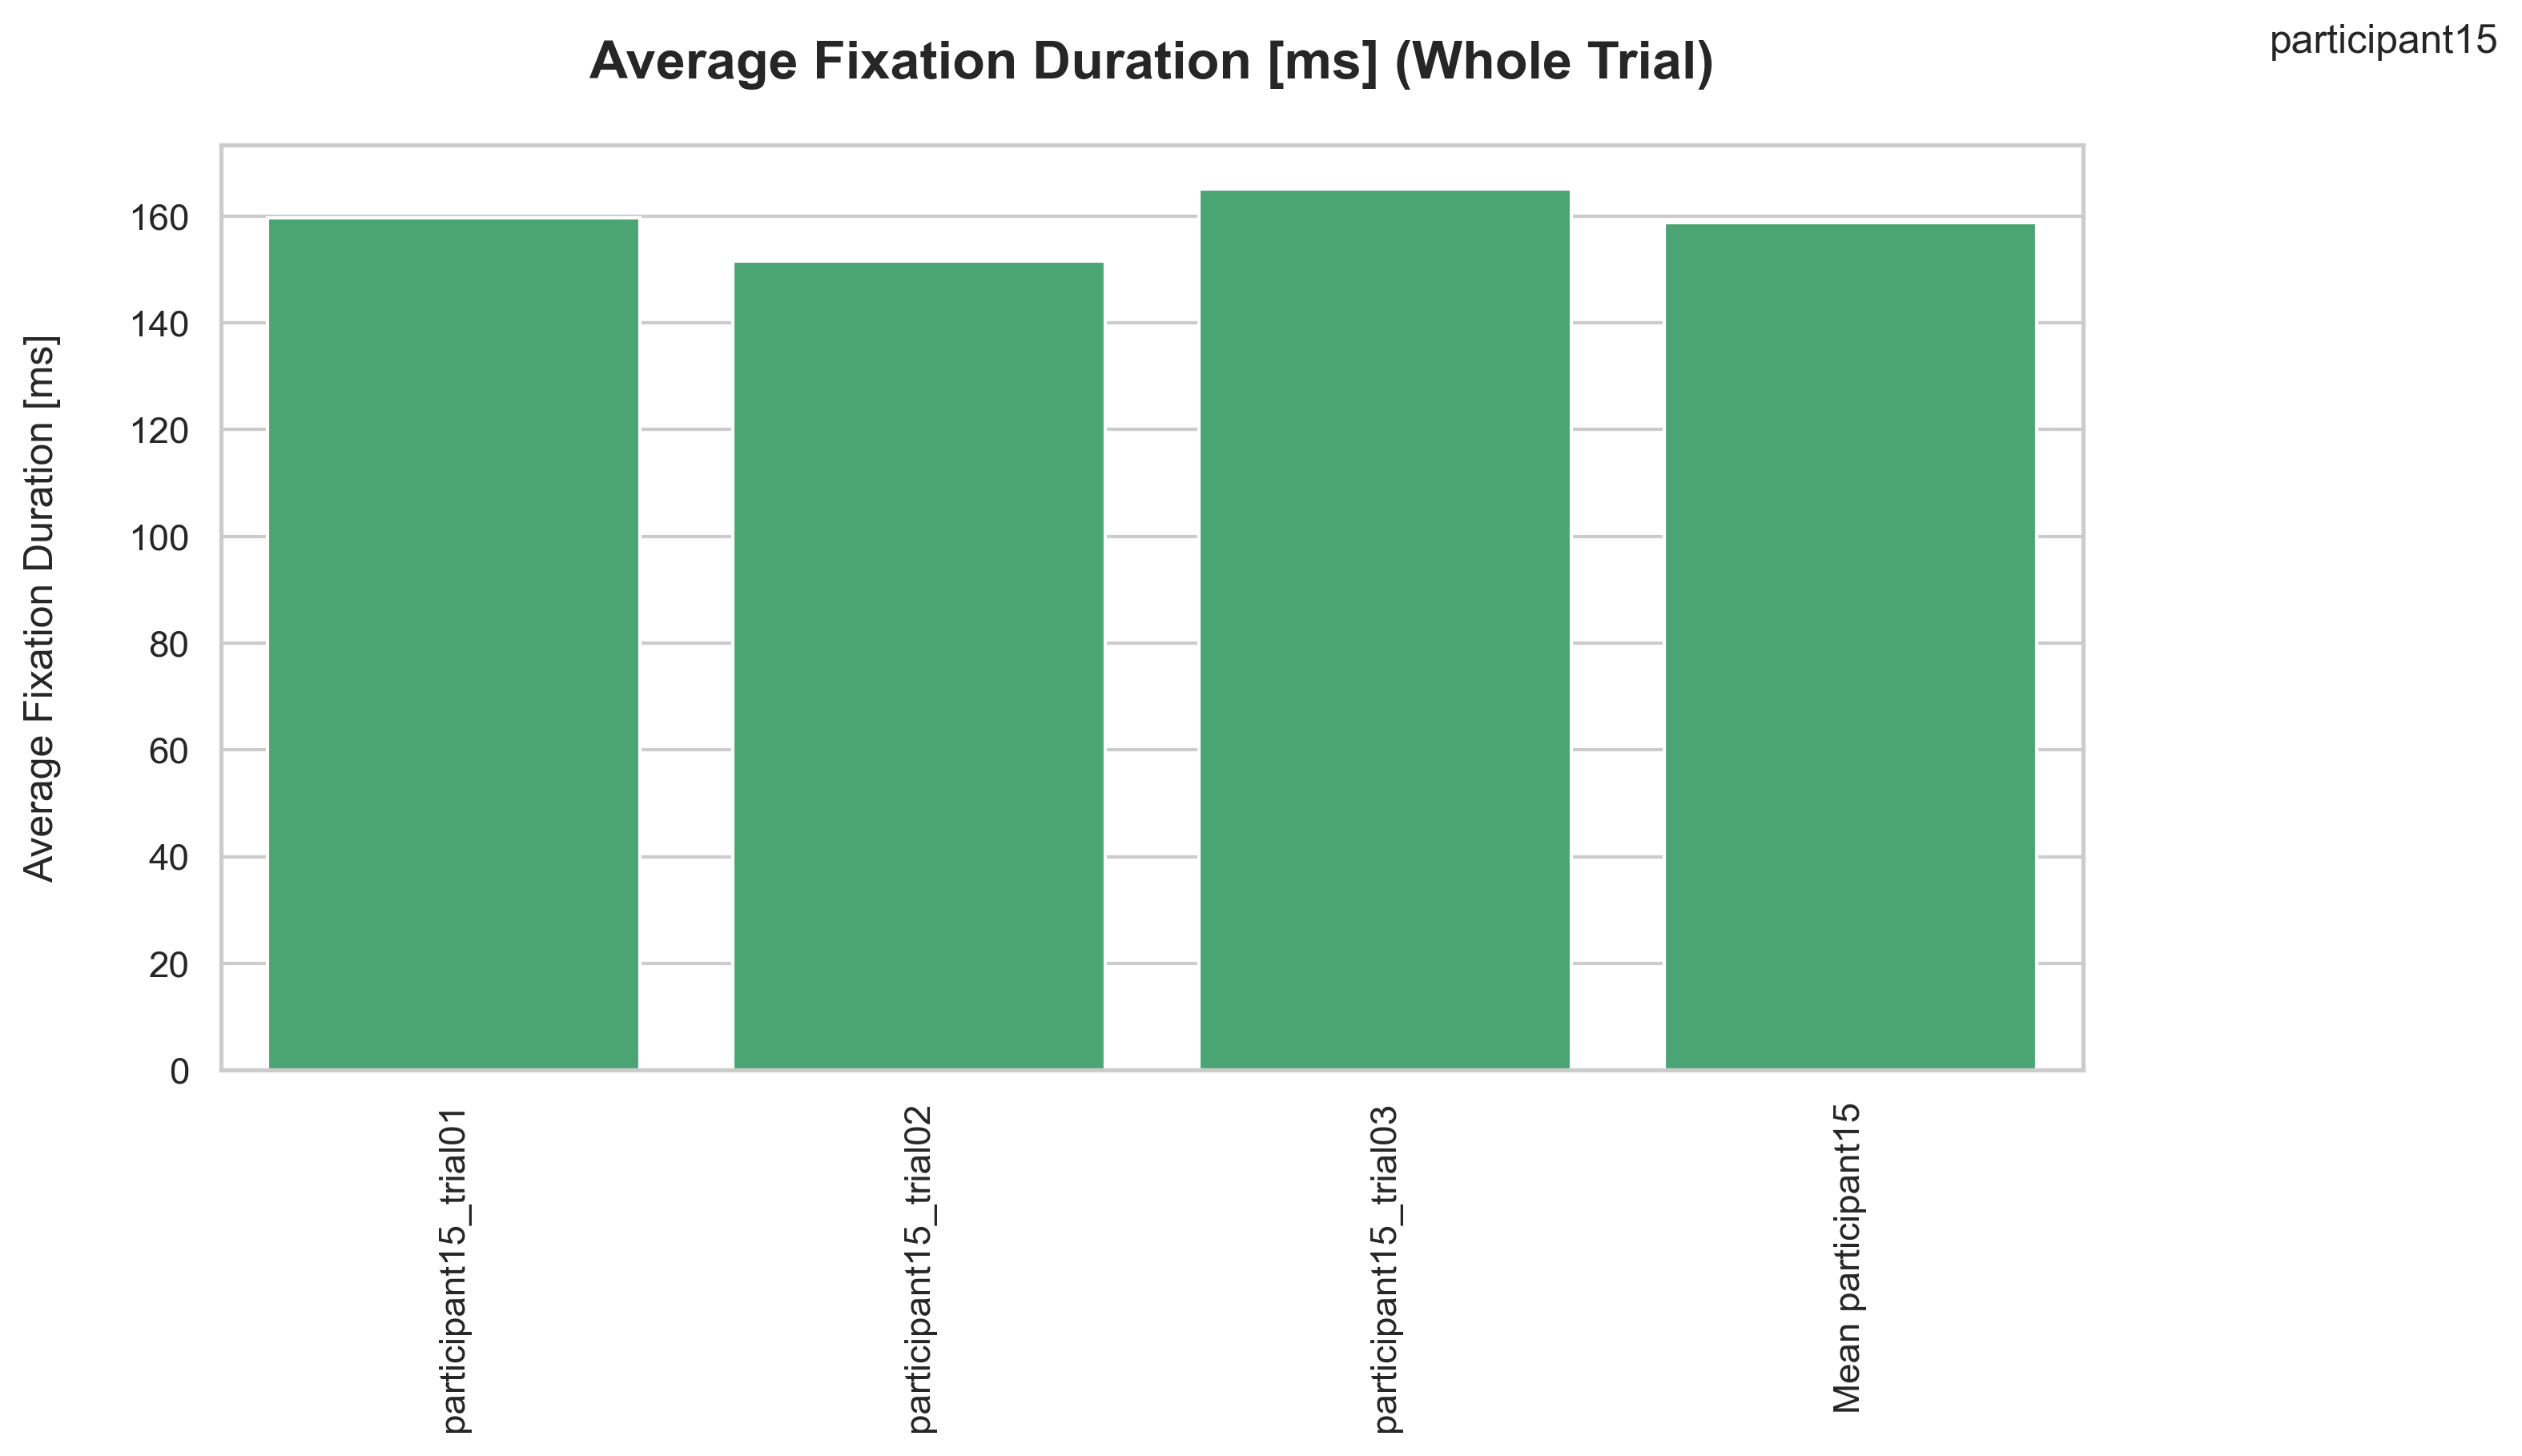 participant15
Average Fixation Duration [ms] (Whole Trial)
Average Fixation Duration [ms]
160
140
120
100
80
60
40
20
0
participant15_trial01
participant15_trial02
participant15_trial03
Mean participant15